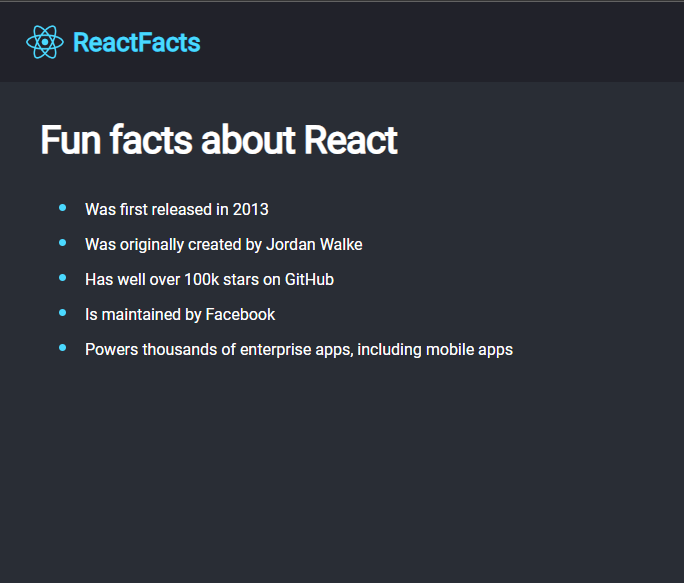 ReactFacts
Fun facts about React
Was first released in 2013
Was originally created by Jordan Walke
Has well over 100k stars on GitHub
Is maintained by Facebook
Powers thousands of enterprise apps, including mobile apps